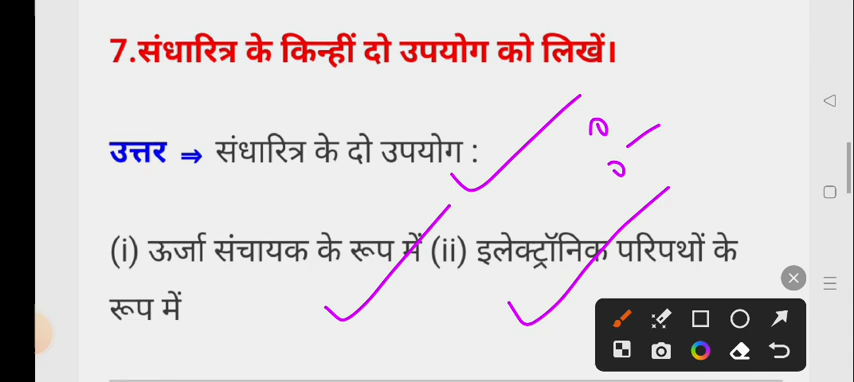 7.संधारित्र के किन्हीं दो उपयोग को लिखें।
उत्तर ⇒ संधारित्र के दो उपयोग :
(i) ऊर्जा संचायक के रूप में (ii) इलेक्ट्रॉनिक परिपथों के
रूप में